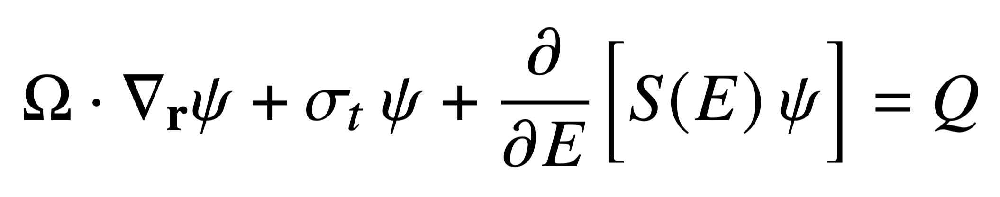 Ω · ∇_𝐫 ψ + σ_t ψ + ∂/∂E [S(E) ψ] = Q